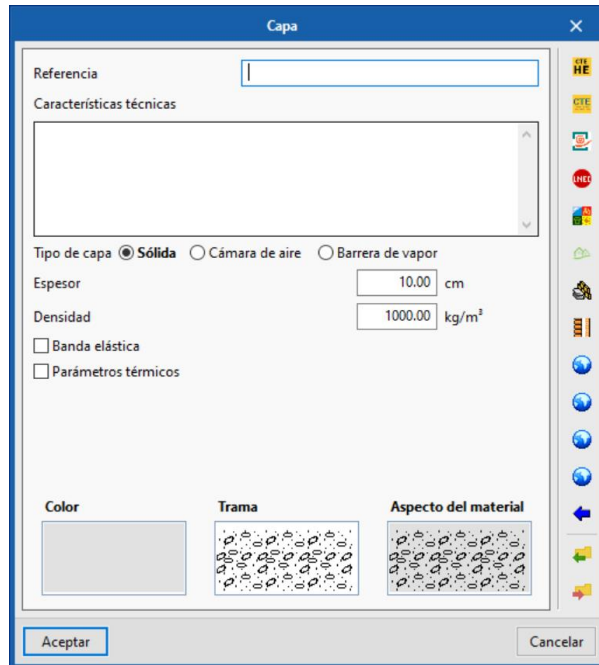 Capa
Referencia
Características técnicas
Tipo de capa Sólida Cámara de aire Barrera de vapor
Espesor 10.00 cm
Densidad 1000.00 kg/m³
Banda elástica
Parámetros térmicos
Color Trama Aspecto del material
Aceptar Cancelar
CTE
HE
CTE
LNEC